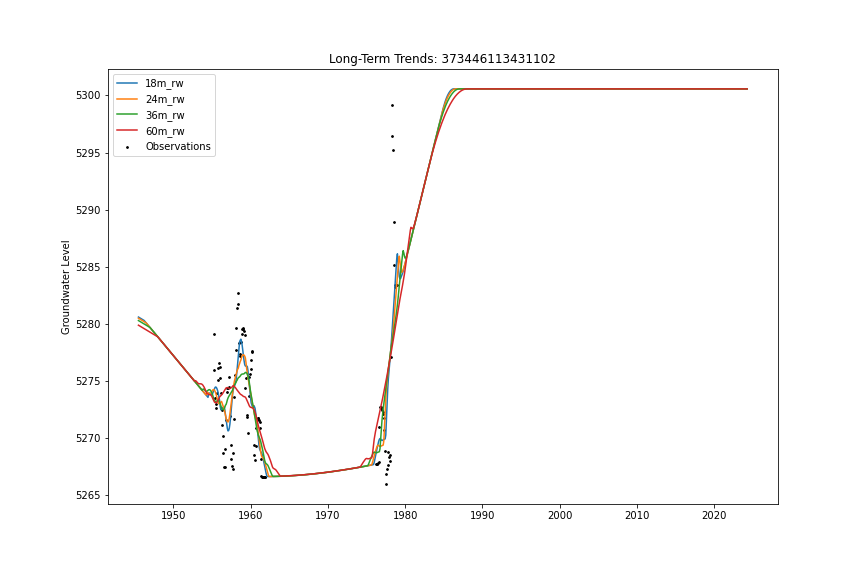 Long-Term Trends: 373446113431102
18m_rw
24m_rw
36m_rw
60m_rw
Observations
Groundwater Level
5300
5295
5290
5285
5280
5275
5270
5265
1950 1960 1970 1980 1990 2000 2010 2020